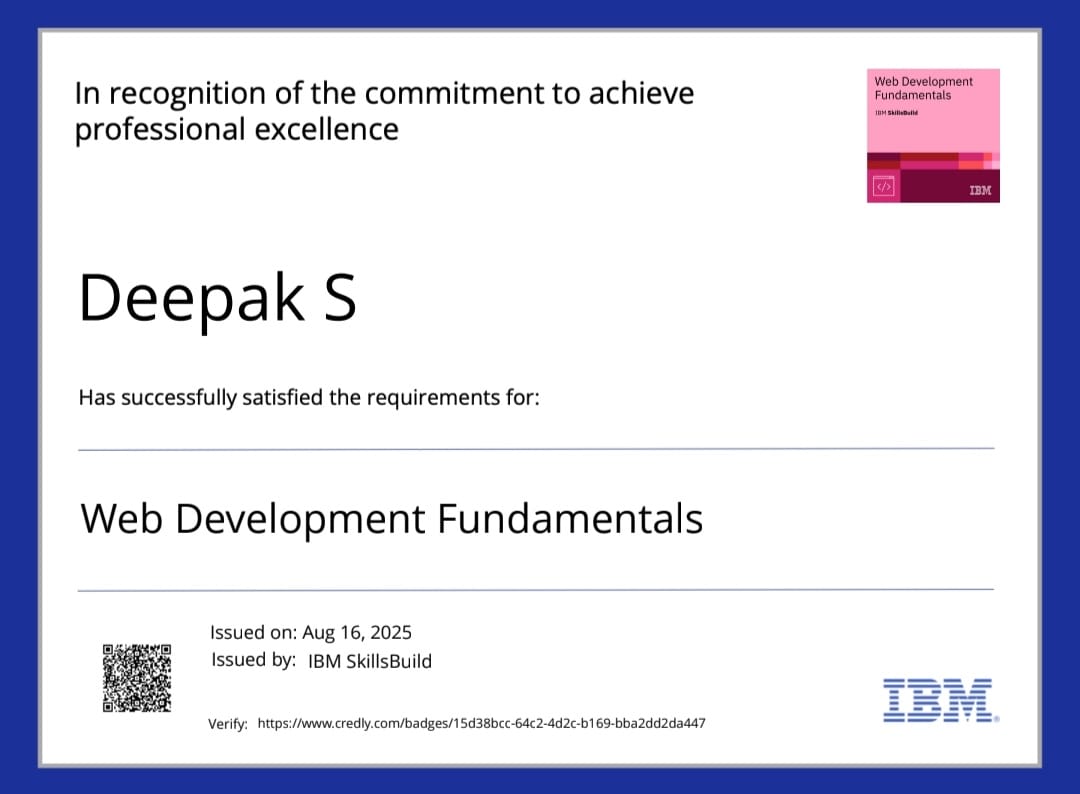 In recognition of the commitment to achieve
professional excellence
Web Development
Fundamentals
IBM SkillsBuild
</>
IBM
Deepak S
Has successfully satisfied the requirements for:
Web Development Fundamentals
Issued on: Aug 16, 2025
Issued by: IBM SkillsBuild
Verify: https://www.credly.com/badges/15d38bcc-64c2-4d2c-b169-bba2dd2da447
IBM®